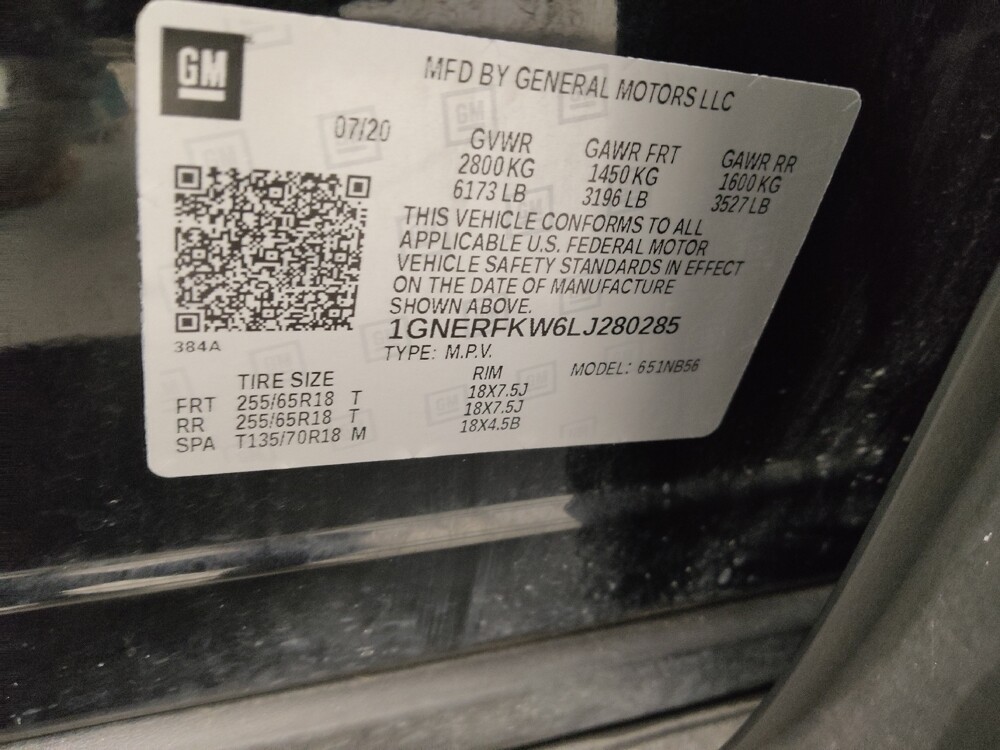 GM
MFD BY GENERAL MOTORS LLC
07/20
GVWR GAWR FRT GAWR RR
2800 KG 1450 KG 1600 KG
6173 LB 3196 LB 3527 LB
THIS VEHICLE CONFORMS TO ALL
APPLICABLE U.S. FEDERAL MOTOR
VEHICLE SAFETY STANDARDS IN EFFECT
ON THE DATE OF MANUFACTURE
SHOWN ABOVE.
1GNERFKW6LJ280285
384A
TYPE: M.P.V.
MODEL: 651NB56
TIRE SIZE RIM
FRT 255/65R18 T 18X7.5J
RR 255/65R18 T 18X7.5J
SPA T135/70R18 M 18X4.5B